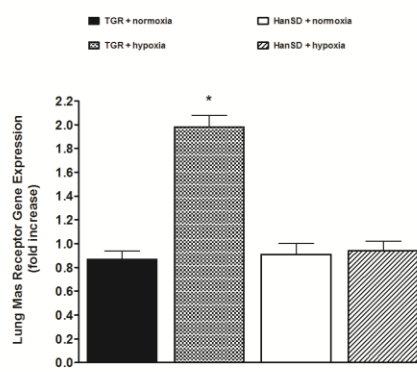 TGR + normoxia
HanSD + normoxia
TGR + hypoxia
HanSD + hypoxia
*
2.2
2.0
1.8
1.6
1.4
1.2
1.0
0.8
0.6
0.4
0.2
0.0
Lung Mas Receptor Gene Expression
(fold increase)